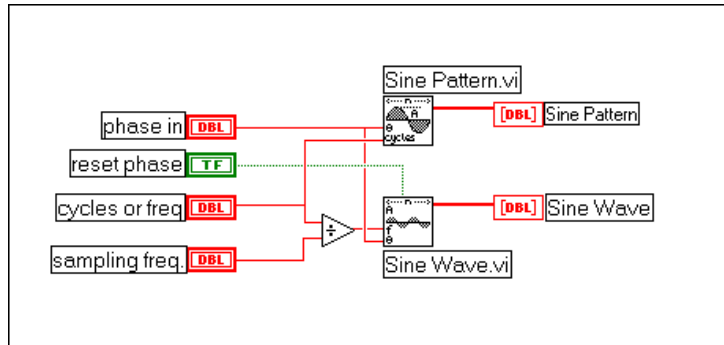 Sine Pattern.vi
n
A
θ
cycles
phase in
DBL
[DBL]
Sine Pattern
reset phase
TF
n
A
f
θ
cycles or freq
DBL
÷
[DBL]
Sine Wave
sampling freq.
DBL
Sine Wave.vi